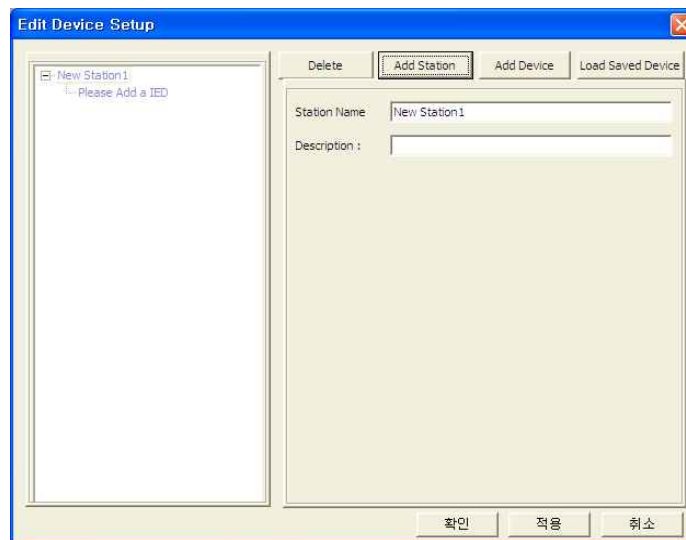 Edit Device Setup
New Station1
Please Add a IED
Delete
Add Station
Add Device
Load Saved Device
Station Name
New Station1
Description :
확인
적용
취소